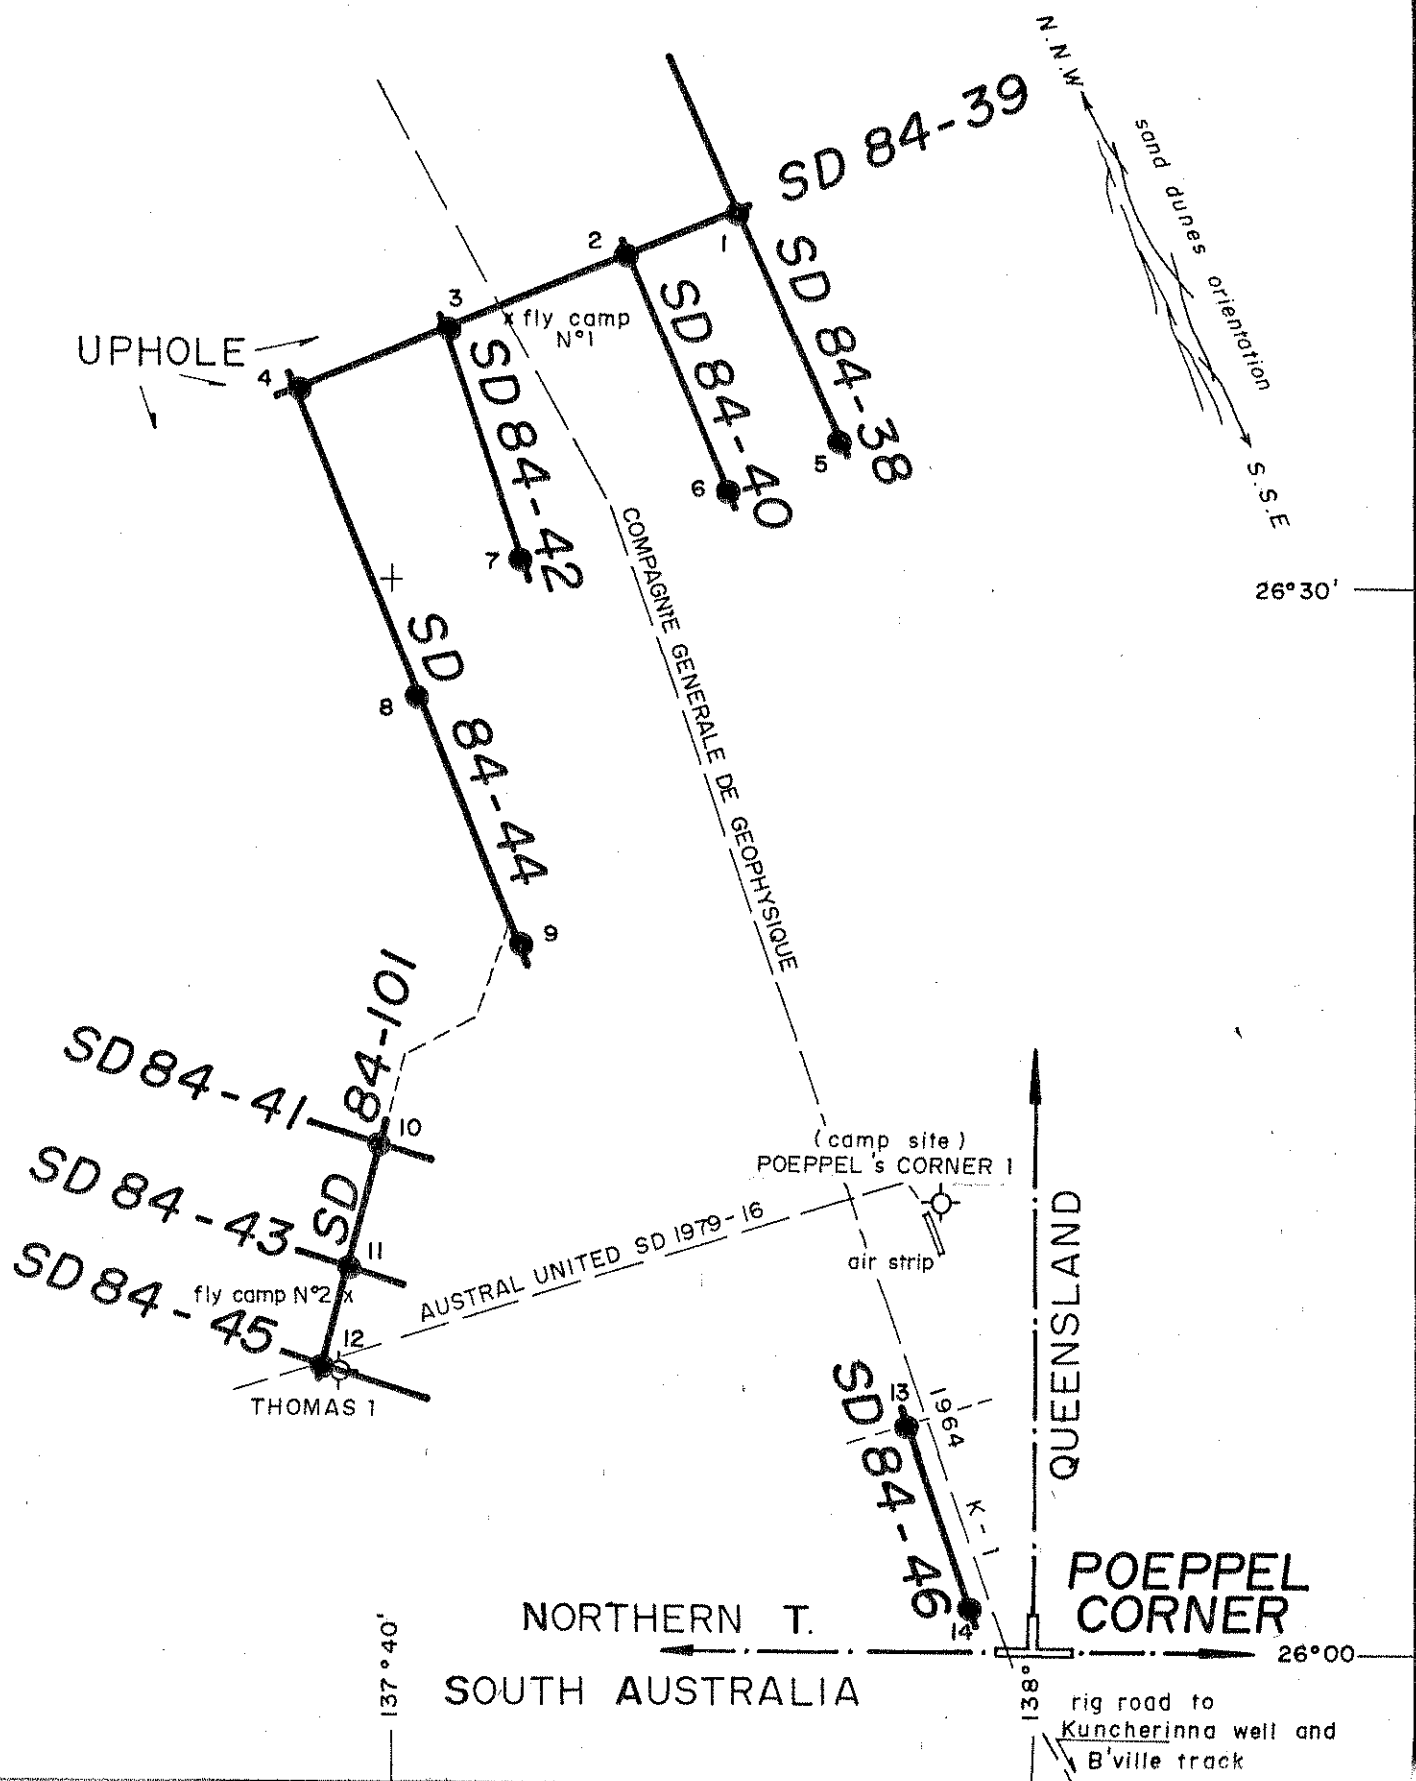 N.N.W
sand dunes orientation
S.S.E
SD 84-39
1
2
3
4
UPHOLE
x fly camp
N°1
SD 84-38
5
SD 84-40
6
SD 84-42
7
26°30'
COMPAGNIE GENERALE DE GEOPHYSIQUE
SD 84-44
8
9
SD 84-101
SD 84-41
10
SD 84-43
11
fly camp N°2 x
SD 84-45
12
THOMAS 1
AUSTRAL UNITED SD 1979-16
(camp site)
POEPPEL's CORNER 1
air strip
QUEENSLAND
13
1964
K-1
SD 84-46
14
POEPPEL
CORNER
NORTHERN T.
SOUTH AUSTRALIA
26°00
137°40'
138°
rig road to
Kuncherinna well and
B'ville track